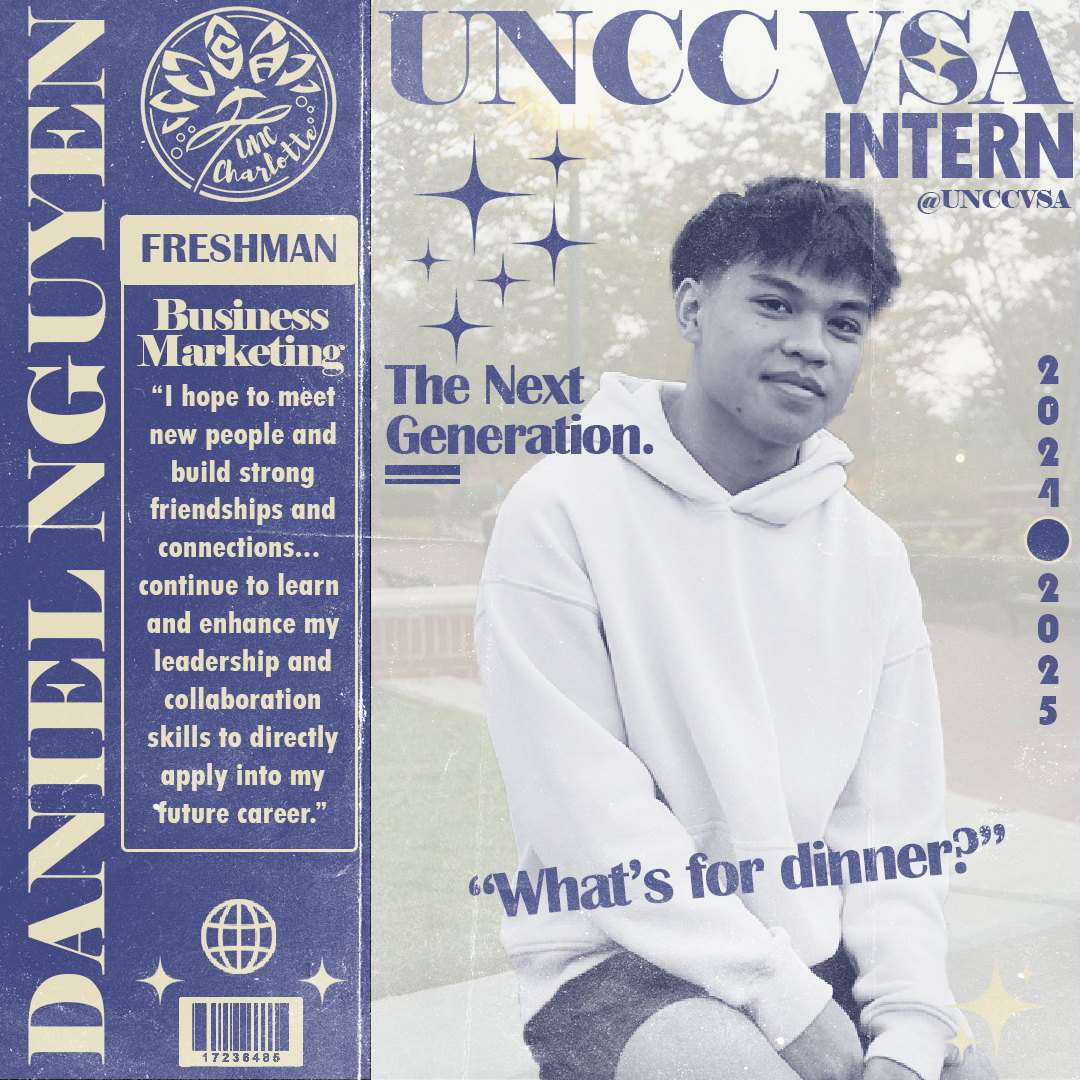 DANIEL NGUYEN
VSA
UNC
Charlotte
FRESHMAN
Business
Marketing
“I hope to meet
new people and
build strong
friendships and
connections...
continue to learn
and enhance my
leadership and
collaboration
skills to directly
apply into my
future career.”
17236485
UNCC VSA
INTERN
@UNCCVSA
The Next
Generation.
2024
2025
“What’s for dinner?”